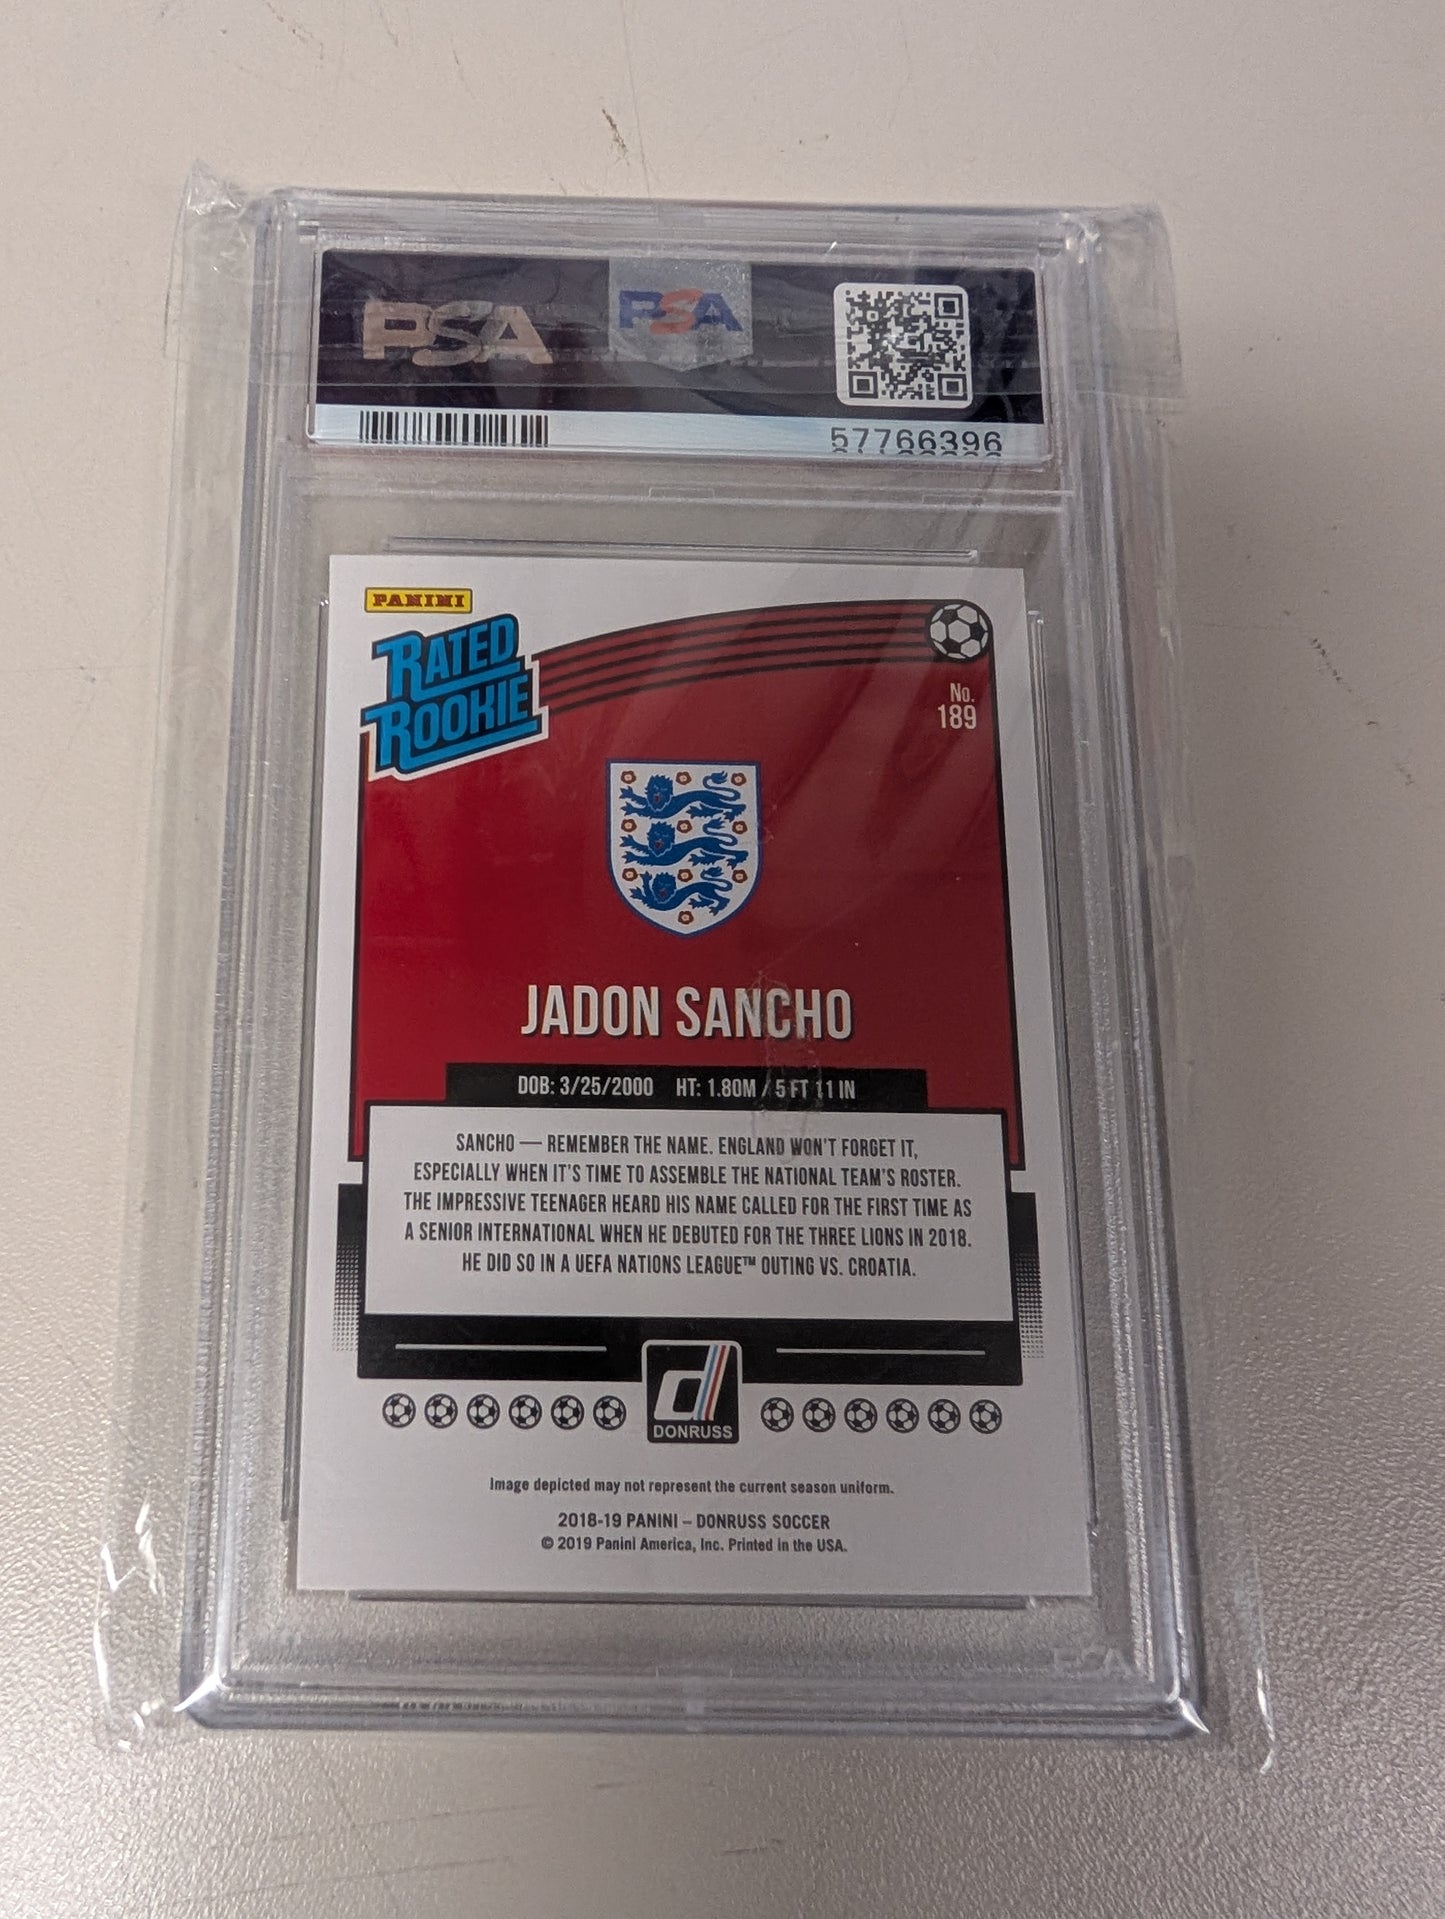 PSA
PSA
57766396
PANINI
RATED
ROOKIE
No.
189
JADON SANCHO
DOB: 3/25/2000 HT: 1.80M / 5 FT 11 IN
SANCHO — REMEMBER THE NAME. ENGLAND WON'T FORGET IT,
ESPECIALLY WHEN IT'S TIME TO ASSEMBLE THE NATIONAL TEAM'S ROSTER.
THE IMPRESSIVE TEENAGER HEARD HIS NAME CALLED FOR THE FIRST TIME AS
A SENIOR INTERNATIONAL WHEN HE DEBUTED FOR THE THREE LIONS IN 2018.
HE DID SO IN A UEFA NATIONS LEAGUE™ OUTING VS. CROATIA.
d
DONRUSS
Image depicted may not represent the current season uniform.
2018-19 PANINI – DONRUSS SOCCER
© 2019 Panini America, Inc. Printed in the USA.
PSA